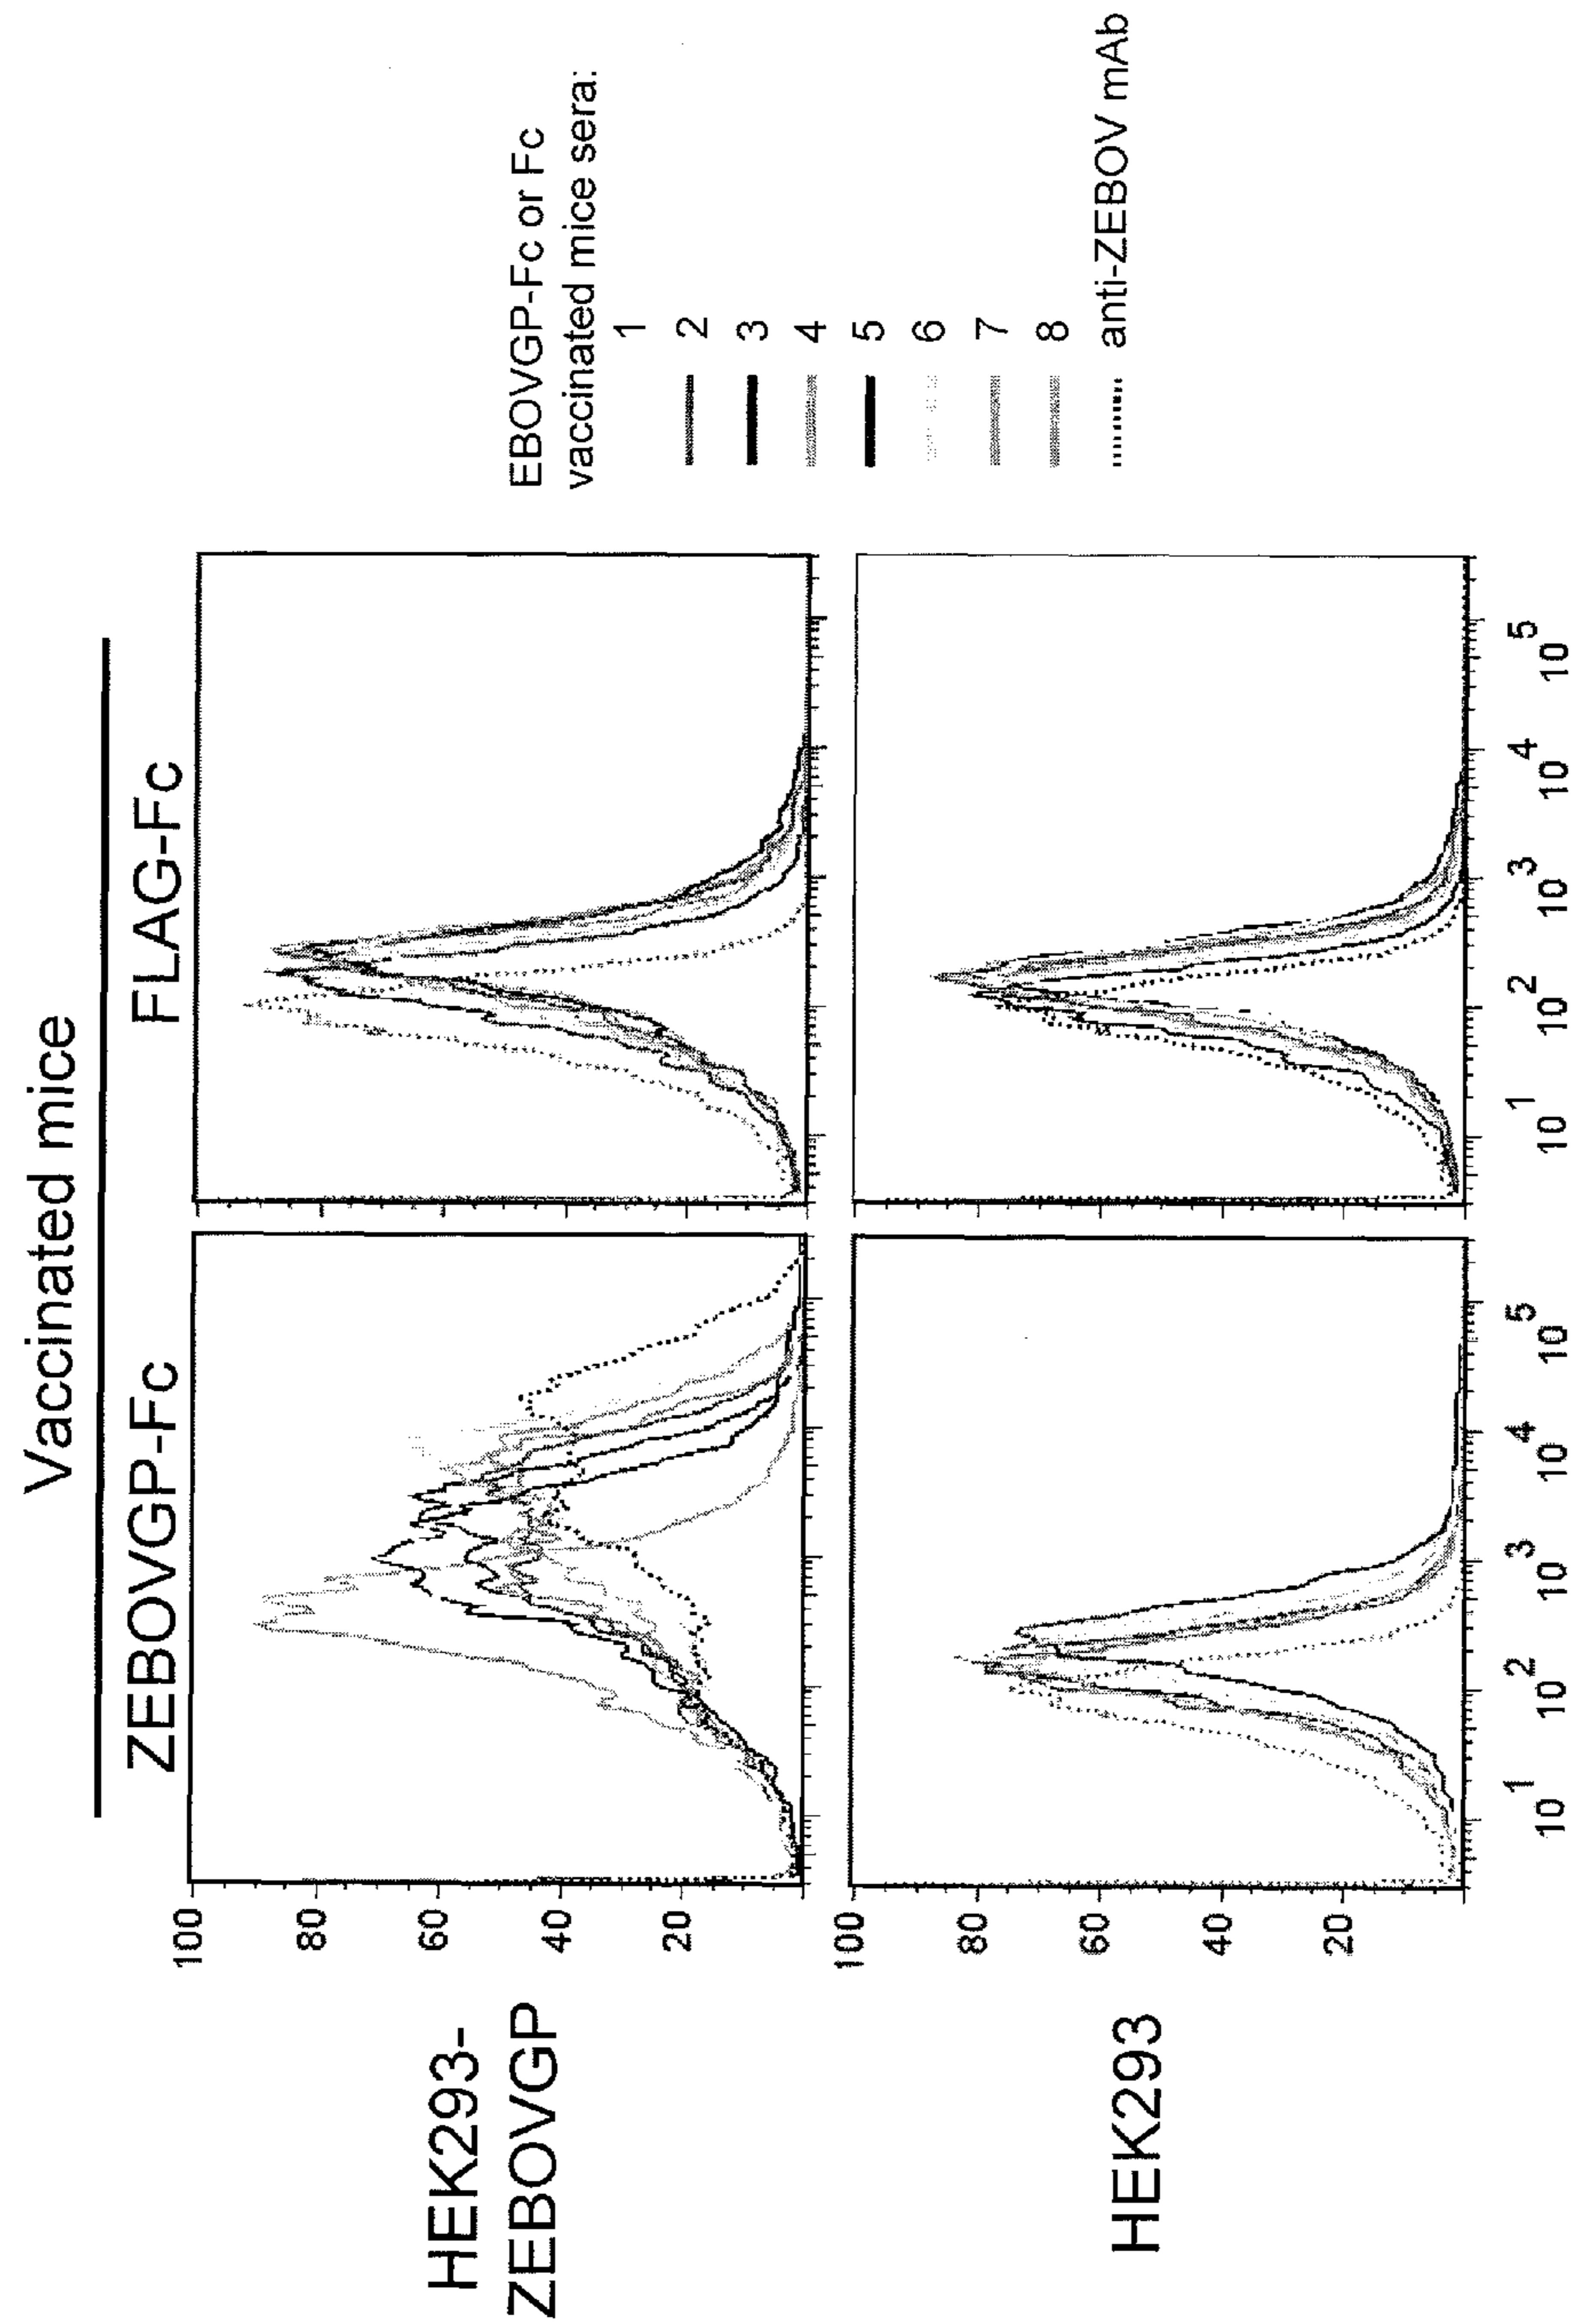 Vaccinated mice
ZEBOVGP-Fc
FLAG-Fc
HEK293-
ZEBOVGP
100
80
60
40
20
HEK293
100
80
60
40
20
10^1 10^2 10^3 10^4 10^5
10^1 10^2 10^3 10^4 10^5
EBOVGP-Fc or Fc
vaccinated mice sera:
1
2
3
4
5
6
7
8
anti-ZEBOV mAb